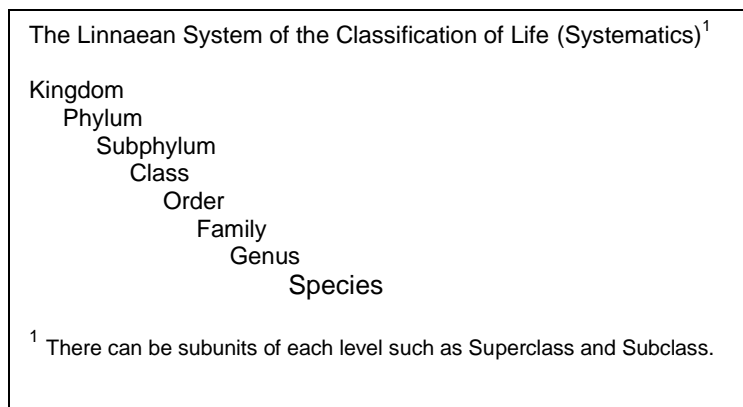 The Linnaean System of the Classification of Life (Systematics)¹
Kingdom
Phylum
Subphylum
Class
Order
Family
Genus
Species
¹ There can be subunits of each level such as Superclass and Subclass.